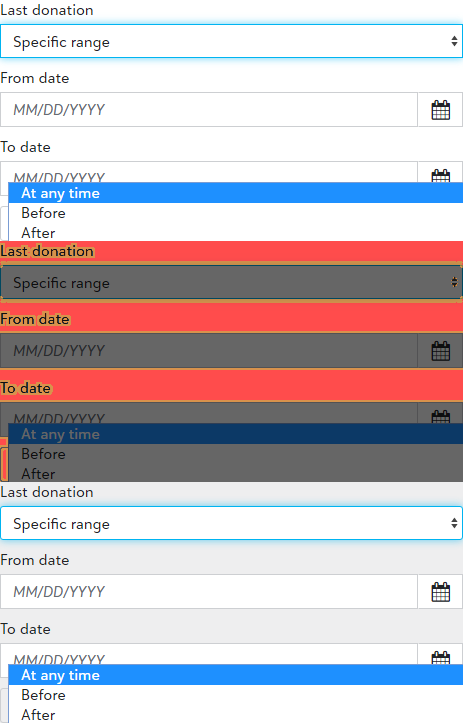 Last donation
Specific range
From date
MM/DD/YYYY
To date
MM/DD/YYYY
At any time
Before
After
Last donation
Specific range
From date
MM/DD/YYYY
To date
MM/DD/YYYY
At any time
Before
After
Last donation
Specific range
From date
MM/DD/YYYY
To date
MM/DD/YYYY
At any time
Before
After